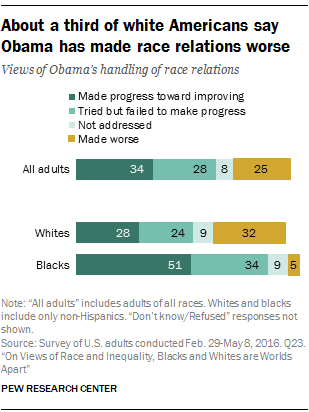 About a third of white Americans say
Obama has made race relations worse
Views of Obama's handling of race relations
Made progress toward improving
Tried but failed to make progress
Not addressed
Made worse
All adults 34 28 8 25
Whites 28 24 9 32
Blacks 51 34 9 5
Note: “All adults” includes adults of all races. Whites and blacks
include only non-Hispanics. “Don't know/Refused” responses not
shown.
Source: Survey of U.S. adults conducted Feb. 29-May 8, 2016. Q23.
“On Views of Race and Inequality, Blacks and Whites are Worlds
Apart”
PEW RESEARCH CENTER